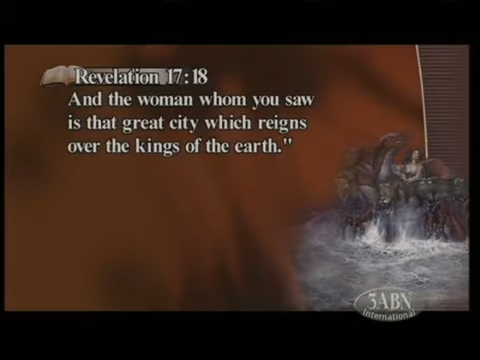 Revelation 17:18
And the woman whom you saw
is that great city which reigns
over the kings of the earth."
3ABN
International